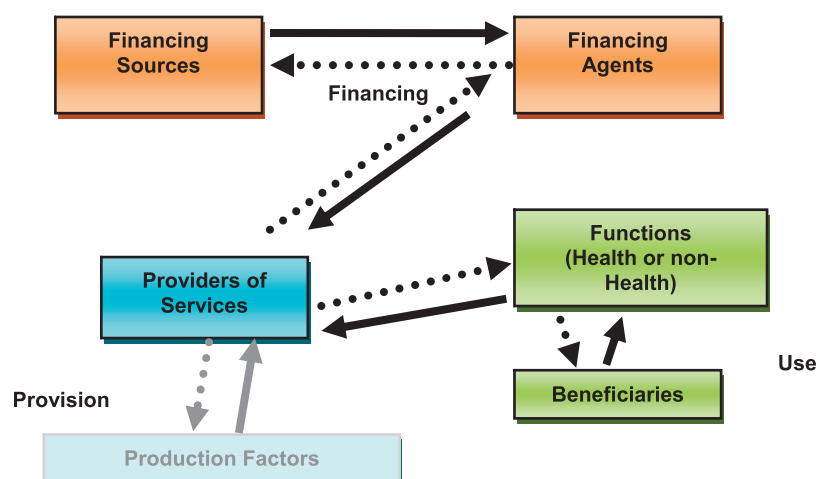 Financing
Sources
Financing
Agents
Financing
Functions
(Health or non-
Health)
Providers of
Services
Use
Beneficiaries
Provision
Production Factors